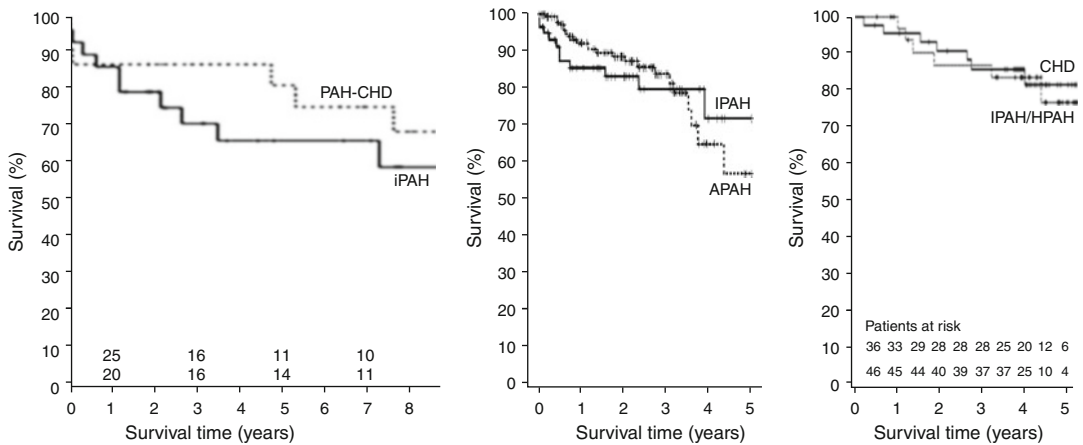 100
90
80
70
60
50
40
30
20
10
0
Survival (%)
PAH-CHD
iPAH
25 16 11 10
20 16 14 11
0 1 2 3 4 5 6 7 8
Survival time (years)
100
90
80
70
60
50
40
30
20
10
0
Survival (%)
IPAH
APAH
0 1 2 3 4 5
Survival time (years)
100
90
80
70
60
50
40
30
20
10
0
Survival (%)
CHD
IPAH/HPAH
Patients at risk
36 33 29 28 28 28 25 20 12 6
46 45 44 40 39 37 37 25 10 4
0 1 2 3 4 5
Survival time (years)